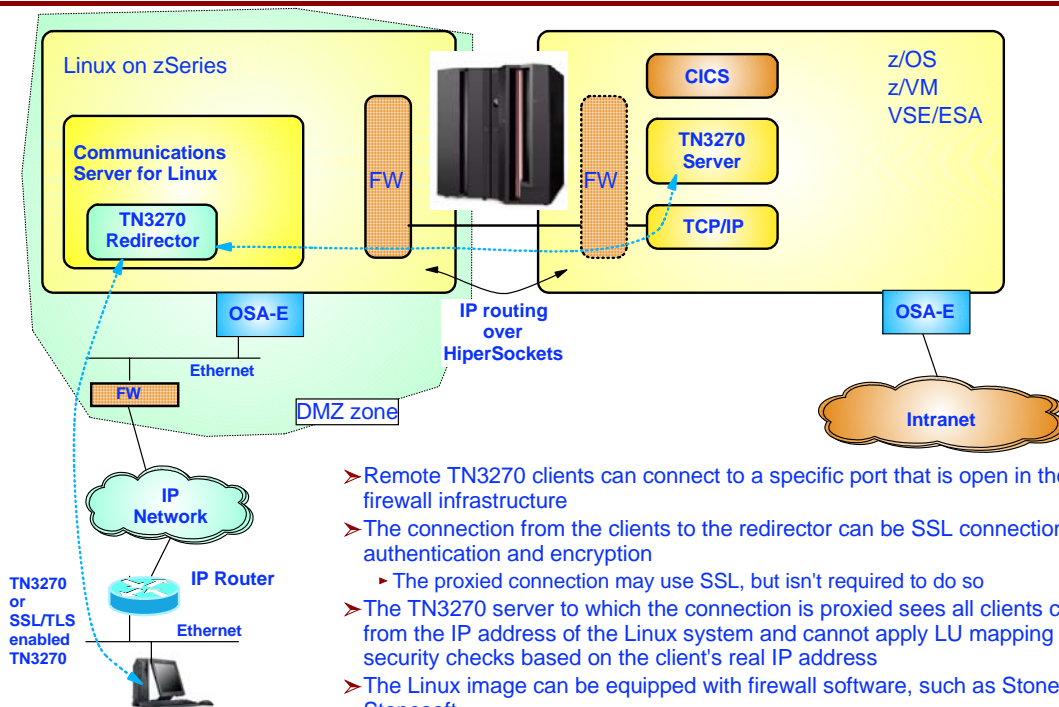 Linux on zSeries
Communications
Server for Linux
TN3270
Redirector
FW
OSA-E
Ethernet
FW
DMZ zone
IP routing
over
HiperSockets
FW
CICS
TN3270
Server
TCP/IP
z/OS
z/VM
VSE/ESA
OSA-E
Intranet
IP
Network
IP Router
Ethernet
TN3270
or
SSL/TLS
enabled
TN3270
Remote TN3270 clients can connect to a specific port that is open in the
firewall infrastructure
The connection from the clients to the redirector can be SSL connection
authentication and encryption
The proxied connection may use SSL, but isn't required to do so
The TN3270 server to which the connection is proxied sees all clients c
from the IP address of the Linux system and cannot apply LU mapping
security checks based on the client's real IP address
The Linux image can be equipped with firewall software, such as Stone